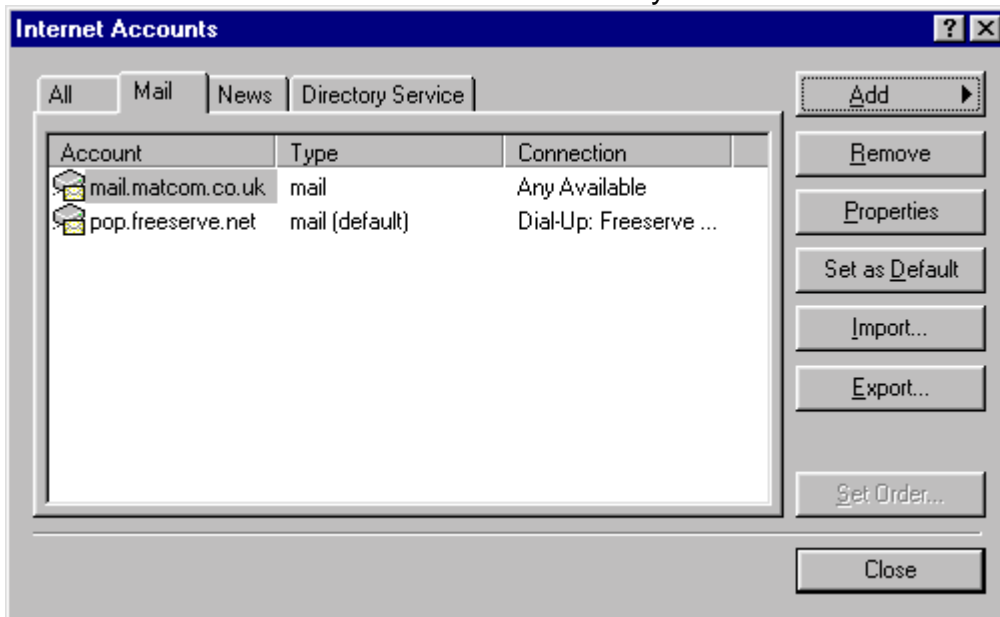 Internet Accounts
All Mail News Directory Service
Add
Account Type Connection
Remove
mail.matcom.co.uk mail Any Available
pop.freeserve.net mail (default) Dial-Up: Freeserve ...
Properties
Set as Default
Import...
Export...
Set Order...
Close